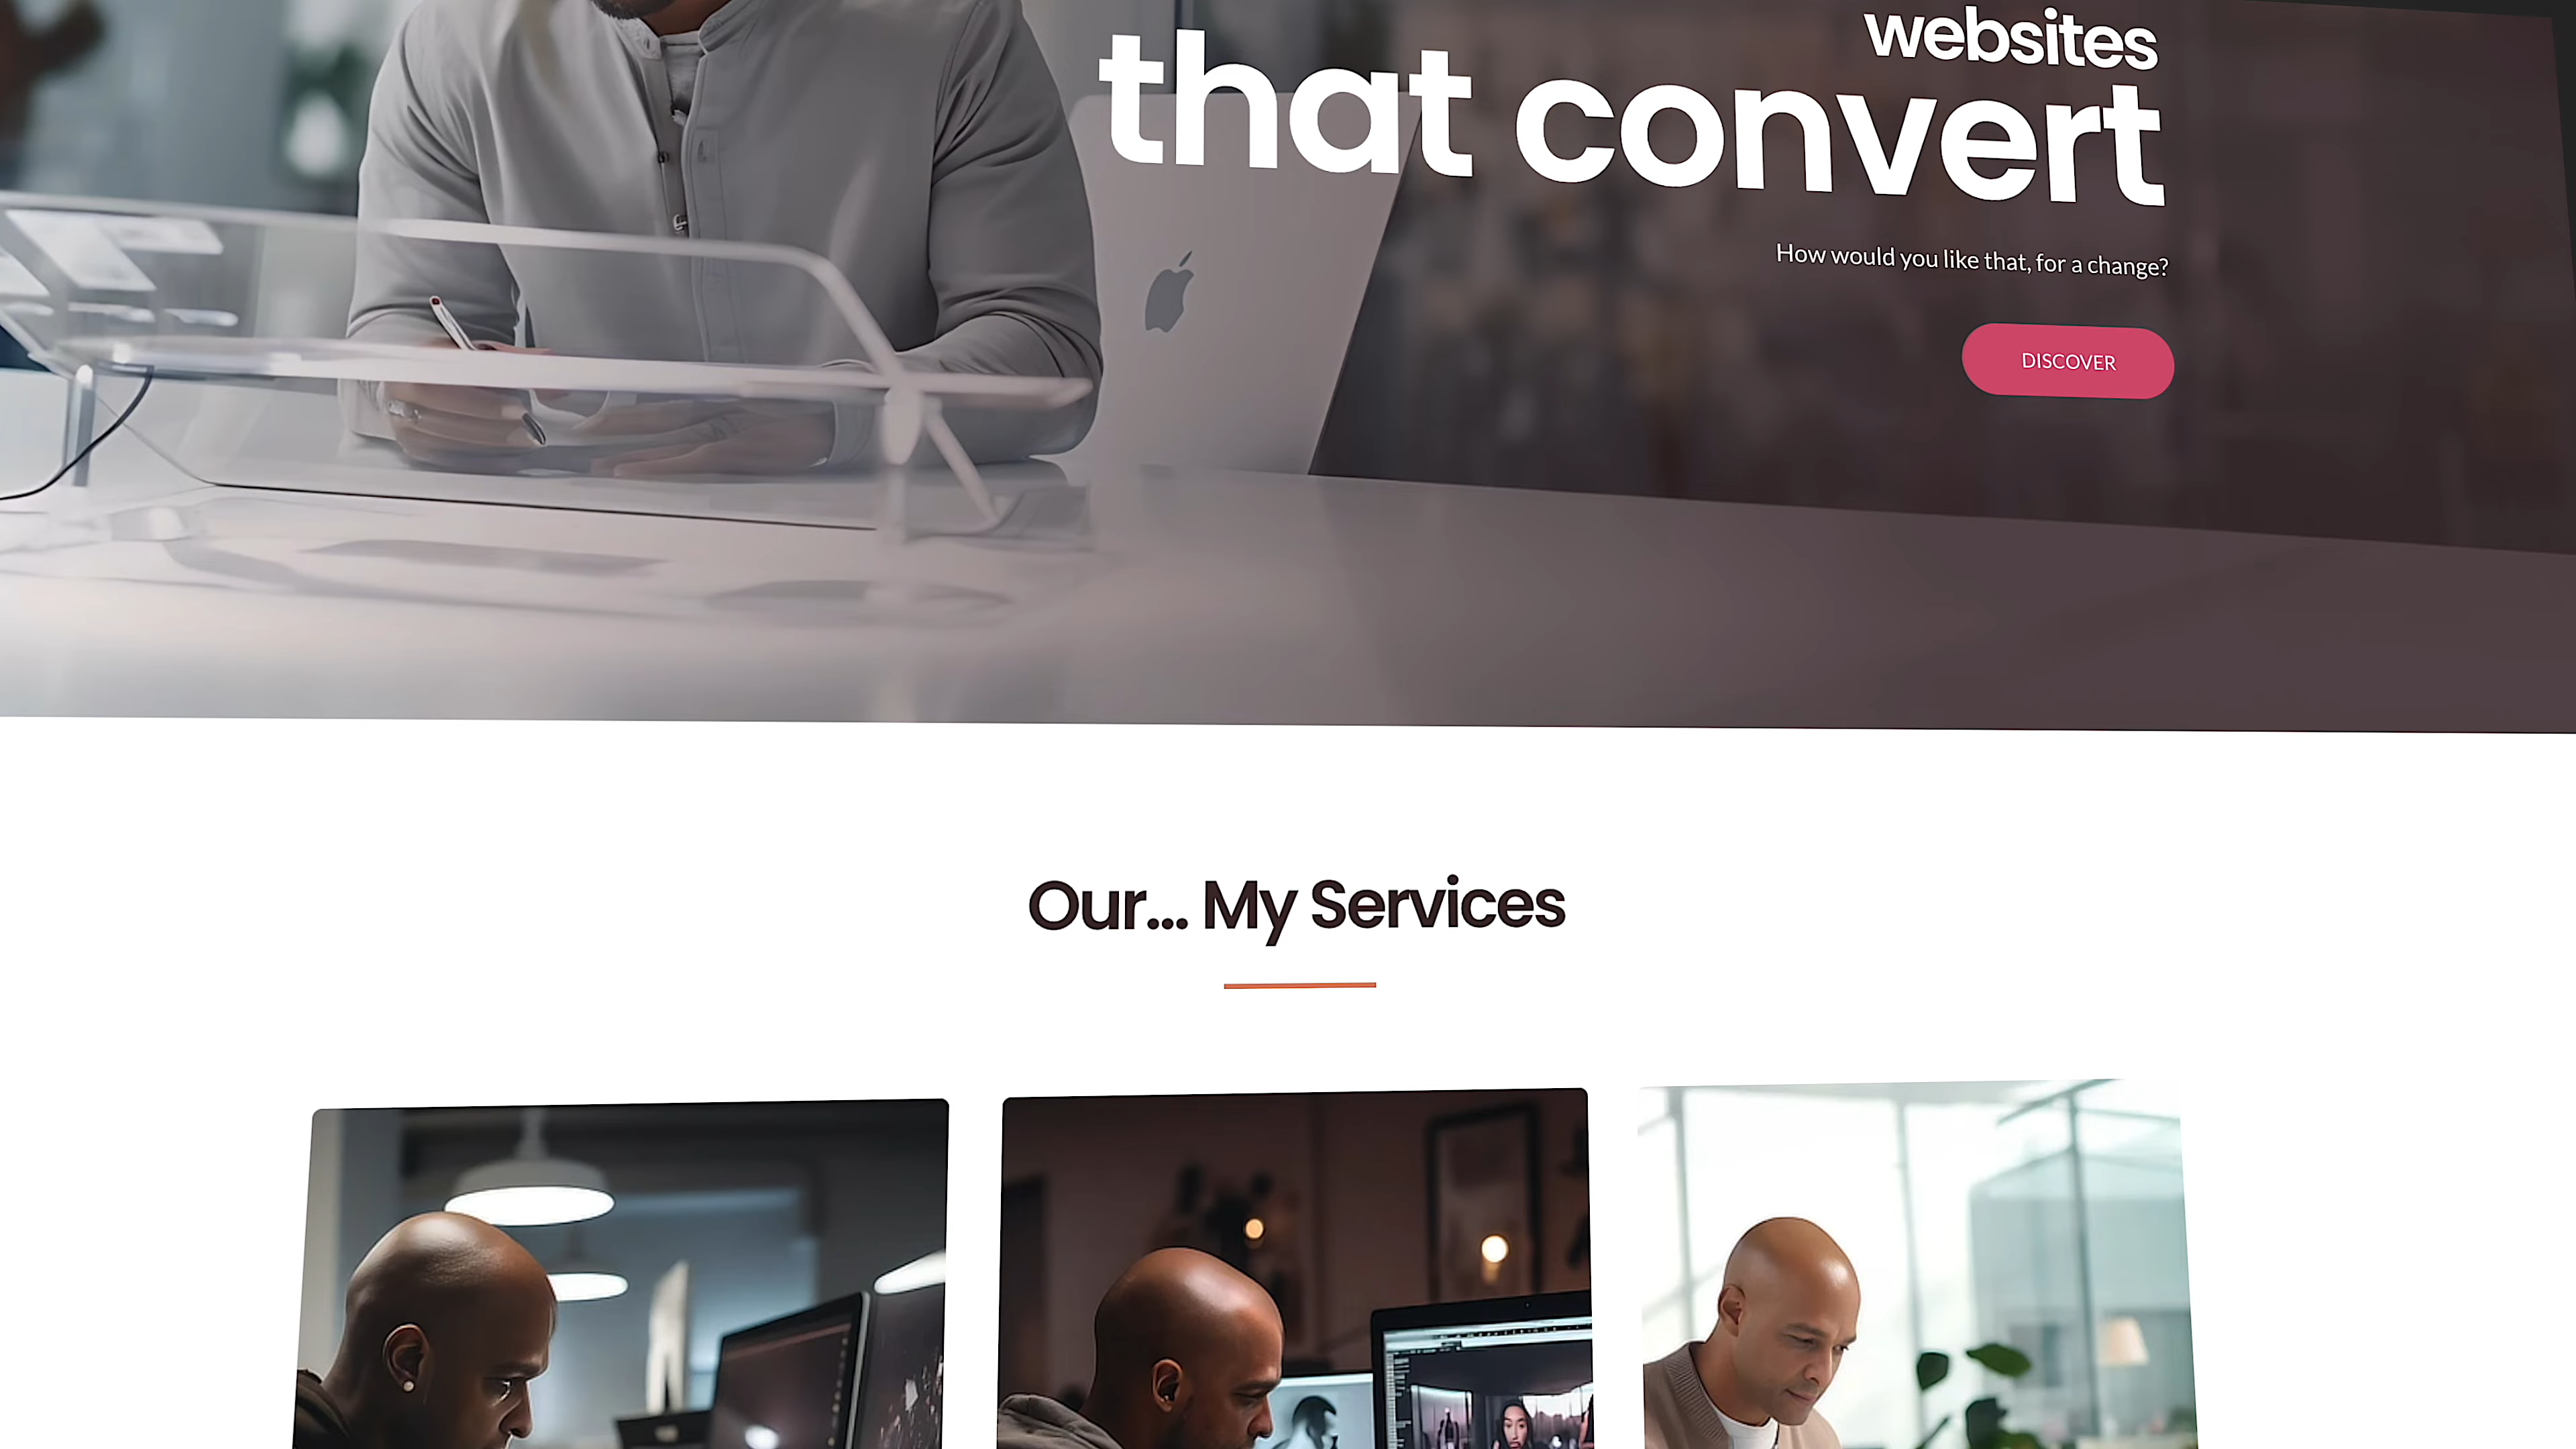 websites
that convert
How would you like that, for a change?
DISCOVER
Our... My Services